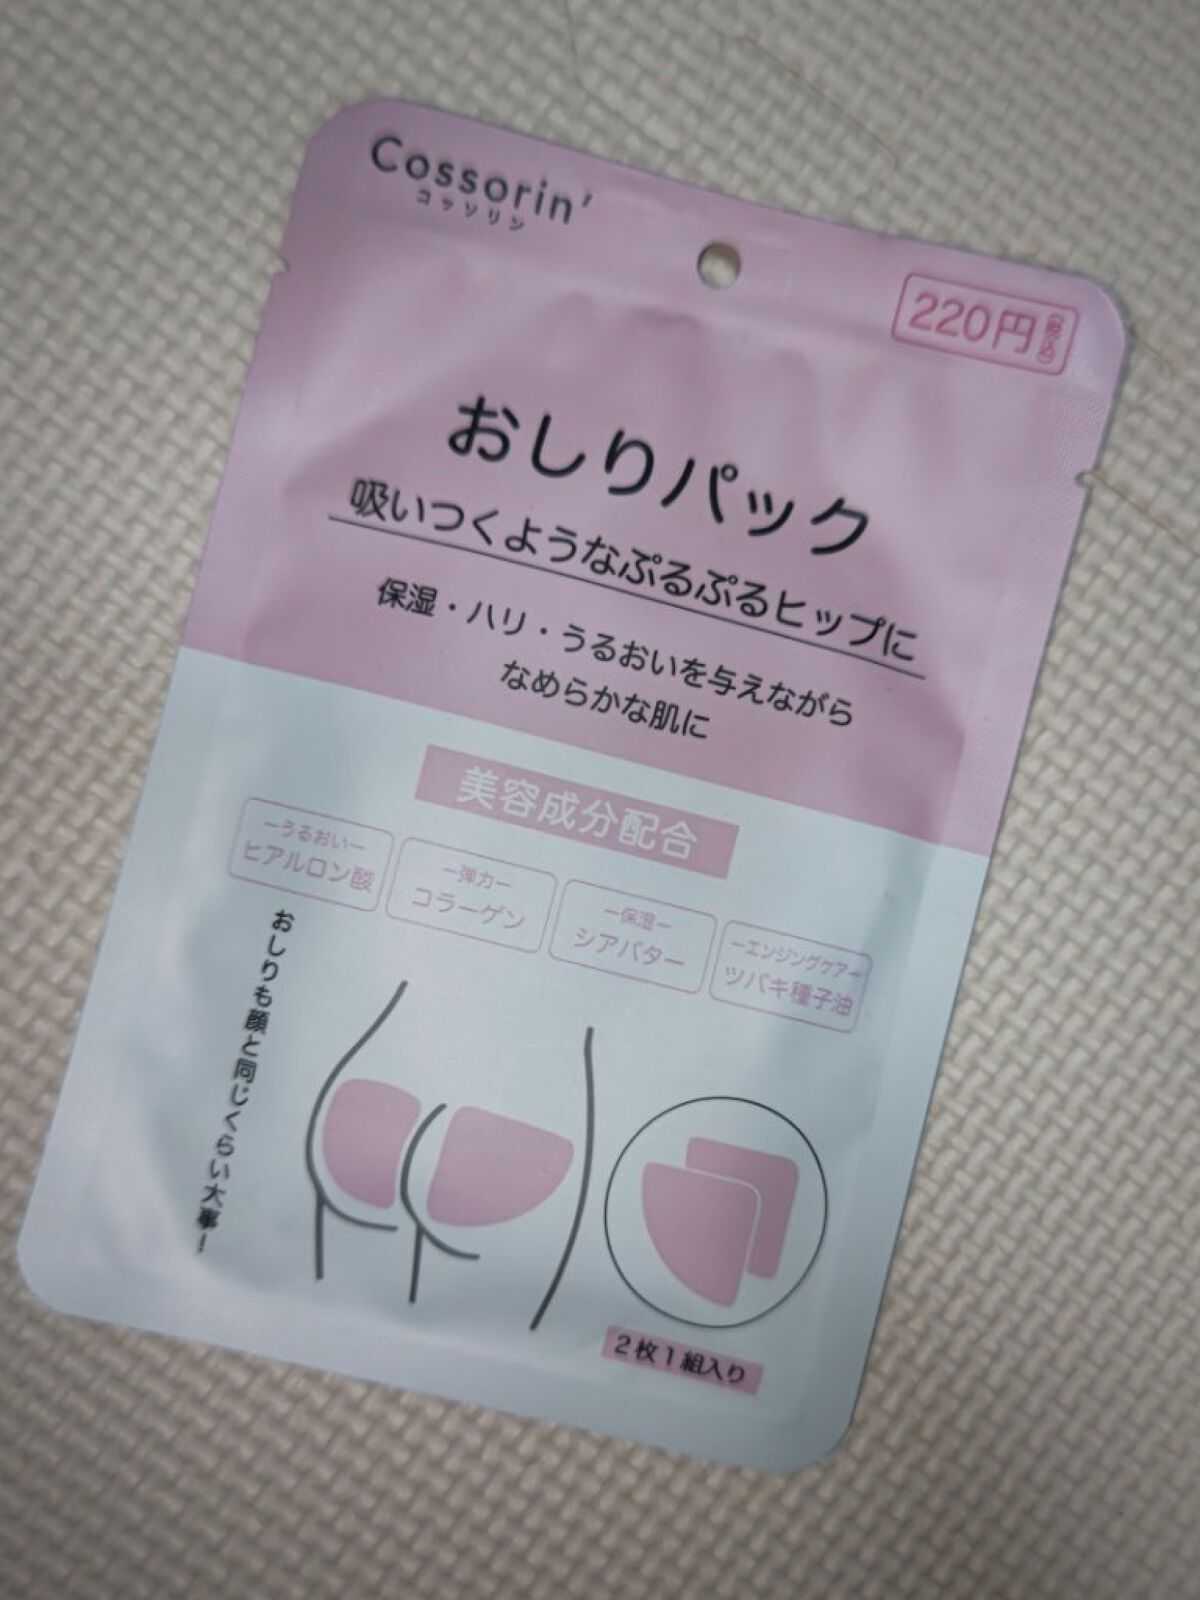 Cossorin'
コッソリン
220円(税込)
おしりパック
吸いつくようなぷるぷるヒップに
保湿・ハリ・うるおいを与えながら
なめらかな肌に
美容成分配合
ーうるおいー
ヒアルロン酸
ー弾力ー
コラーゲン
ー保湿ー
シアバター
ーエンジングケアー
ツバキ種子油
おしりも顔と同じくらい大事!
2枚1組入り